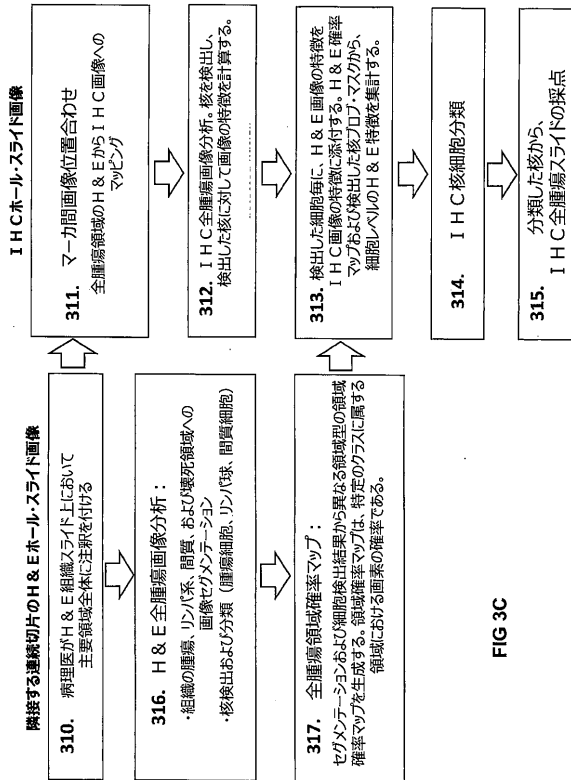 隣接する連続切片のH&Eホール・スライド画像
310. 病理医がH&E組織スライド上において
主要領域全体に注釈を付ける
316. H&E全腫瘍画像分析:
・組織の腫瘍、リンパ系、間質、および壊死領域への
画像セグメンテーション
・核検出および分類(腫瘍細胞、リンパ球、間質細胞)
317. 全腫瘍領域確率マップ:
セグメンテーションおよび細胞検出結果から異なる領域型の領域
確率マップを生成する。領域確率マップは、特定のクラスに属する
領域における画素の確率である。
IHCホール・スライド画像
311. マーカ間画像位置合わせ
全腫瘍領域のH&EからIHC画像への
マッピング
312. IHC全腫瘍画像分析。核を検出し、
検出した核に対して画像の特徴を計算する。
313. 検出した細胞毎に、H&E画像の特徴を
IHC画像の特徴に添付する。H&E確率
マップおよび検出した核ブロブ・マスクから、
細胞レベルのH&E特徴を集計する。
314. IHC核細胞分類
315. 分類した核から、
IHC全腫瘍スライドの採点
FIG 3C